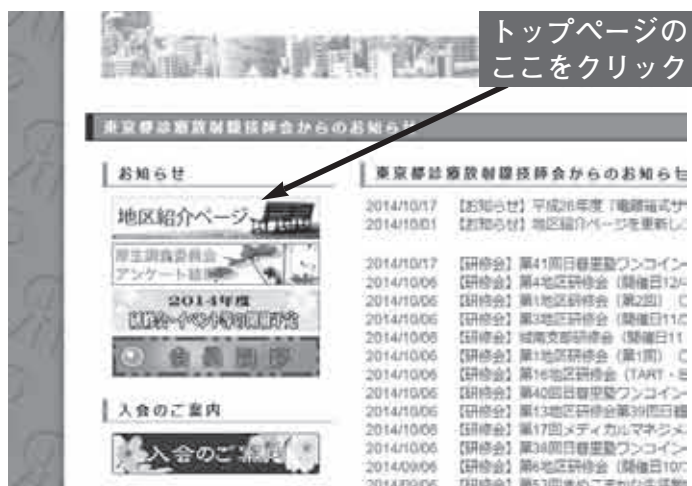 トップページの
ここをクリック
東京都診療放射線技師会からのお知らせ
お知らせ
地区紹介ページ
厚生調査委員会
アンケート結果
2014年度
入会のご案内
入会のご案内
東京都診療放射線技師会からのお知らせ
2014/10/17 【お知らせ】平成26年度
2014/10/01 【お知らせ】地区紹介ページを更新し
2014/10/17 【研修会】第41回日暮里塾ワンコイン
2014/10/06 【研修会】第4地区研修会（開催日12/
2014/10/06 【研修会】第1地区研修会（第2回）
2014/10/06 【研修会】第3地区研修会（開催日11/
2014/10/06 【研修会】城南支部研修会（開催日11
2014/10/06 【研修会】第1地区研修会（第1回）
2014/10/06 【研修会】第16地区研修会（TART・
2014/10/06 【研修会】第40回日暮里塾ワンコイン
2014/10/06 【研修会】第13地区研修会第39回日暮
2014/10/06 【研修会】第17回メディカルマネジメ
2014/10/06 【研修会】第38回日暮里塾ワンコイン
2014/09/06 【研修会】第6地区研修会（開催日10/